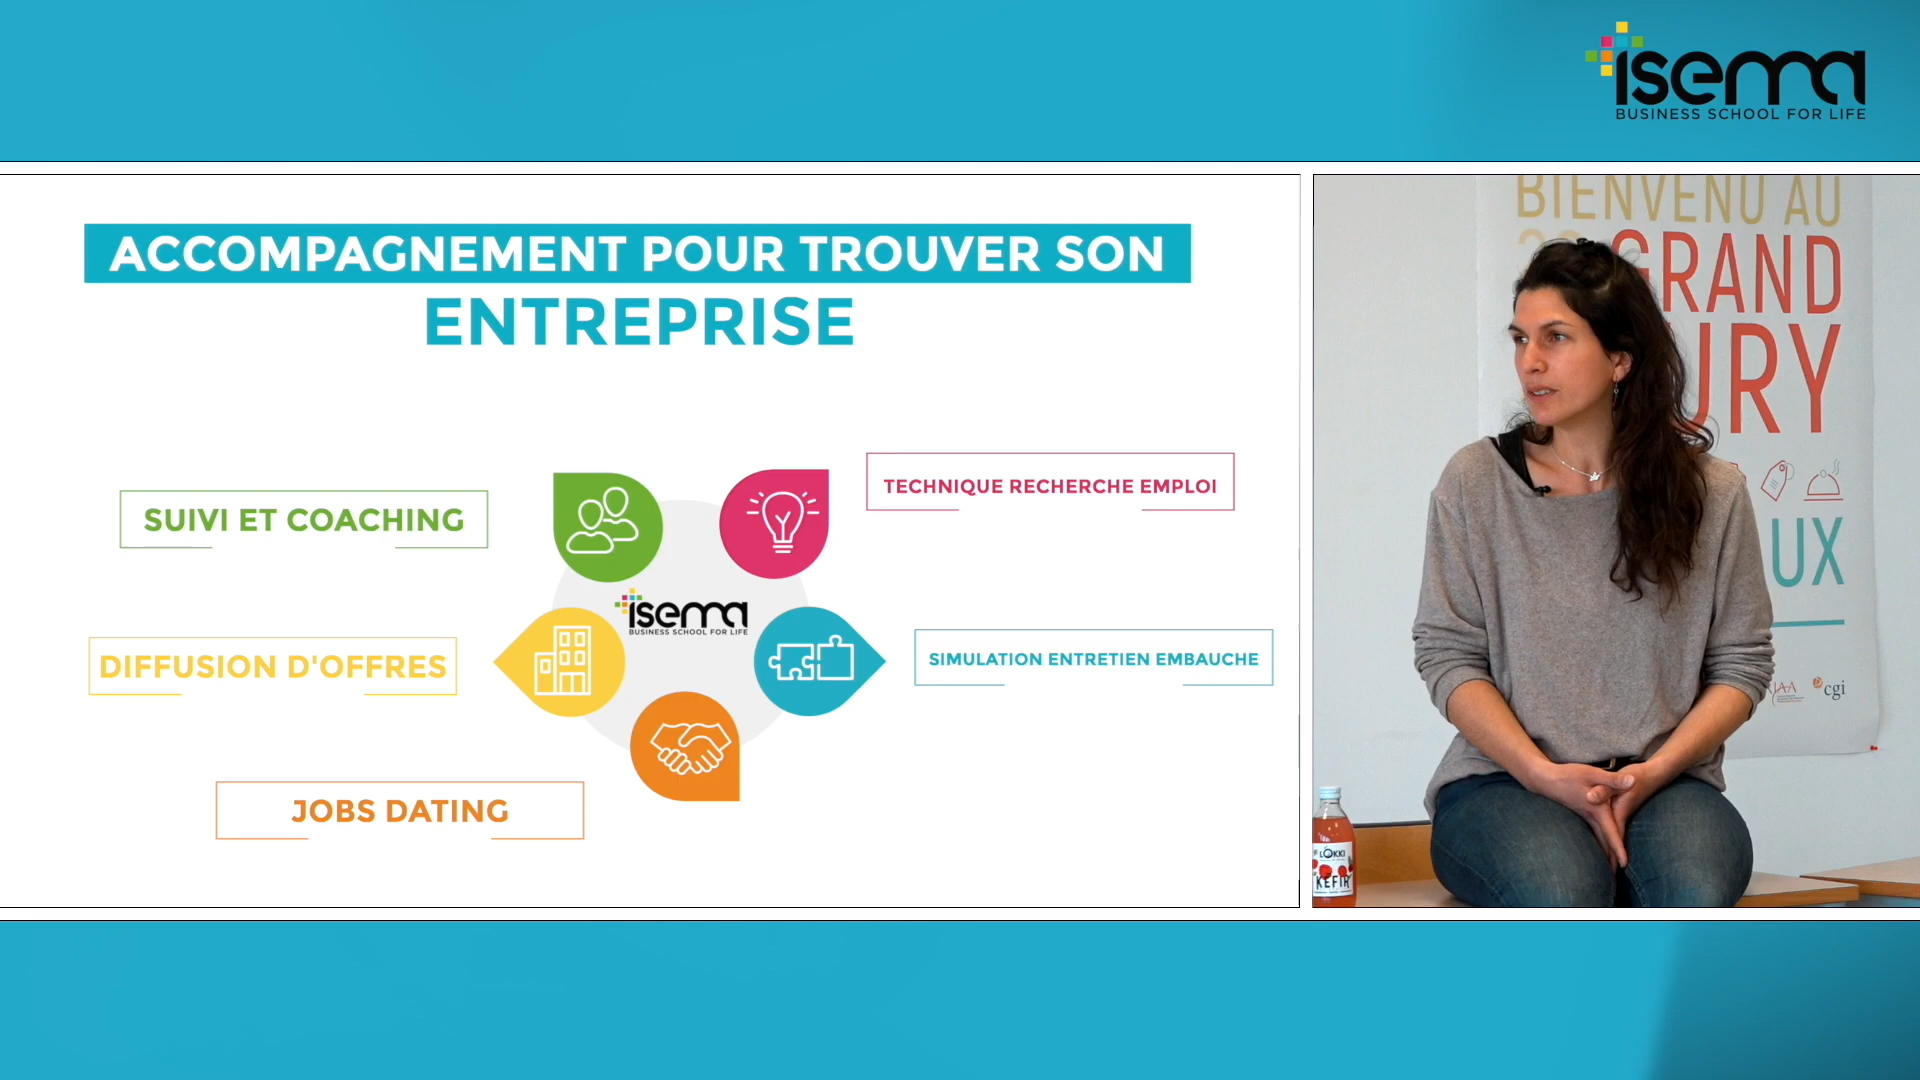 isema
BUSINESS SCHOOL FOR LIFE
ACCOMPAGNEMENT POUR TROUVER SON
ENTREPRISE
SUIVI ET COACHING
TECHNIQUE RECHERCHE EMPLOI
isema
BUSINESS SCHOOL FOR LIFE
DIFFUSION D'OFFRES
SIMULATION ENTRETIEN EMBAUCHE
JOBS DATING
BIENVENU AU
GRAND
URY
UX
cgi
LÔKKI
KEFIR